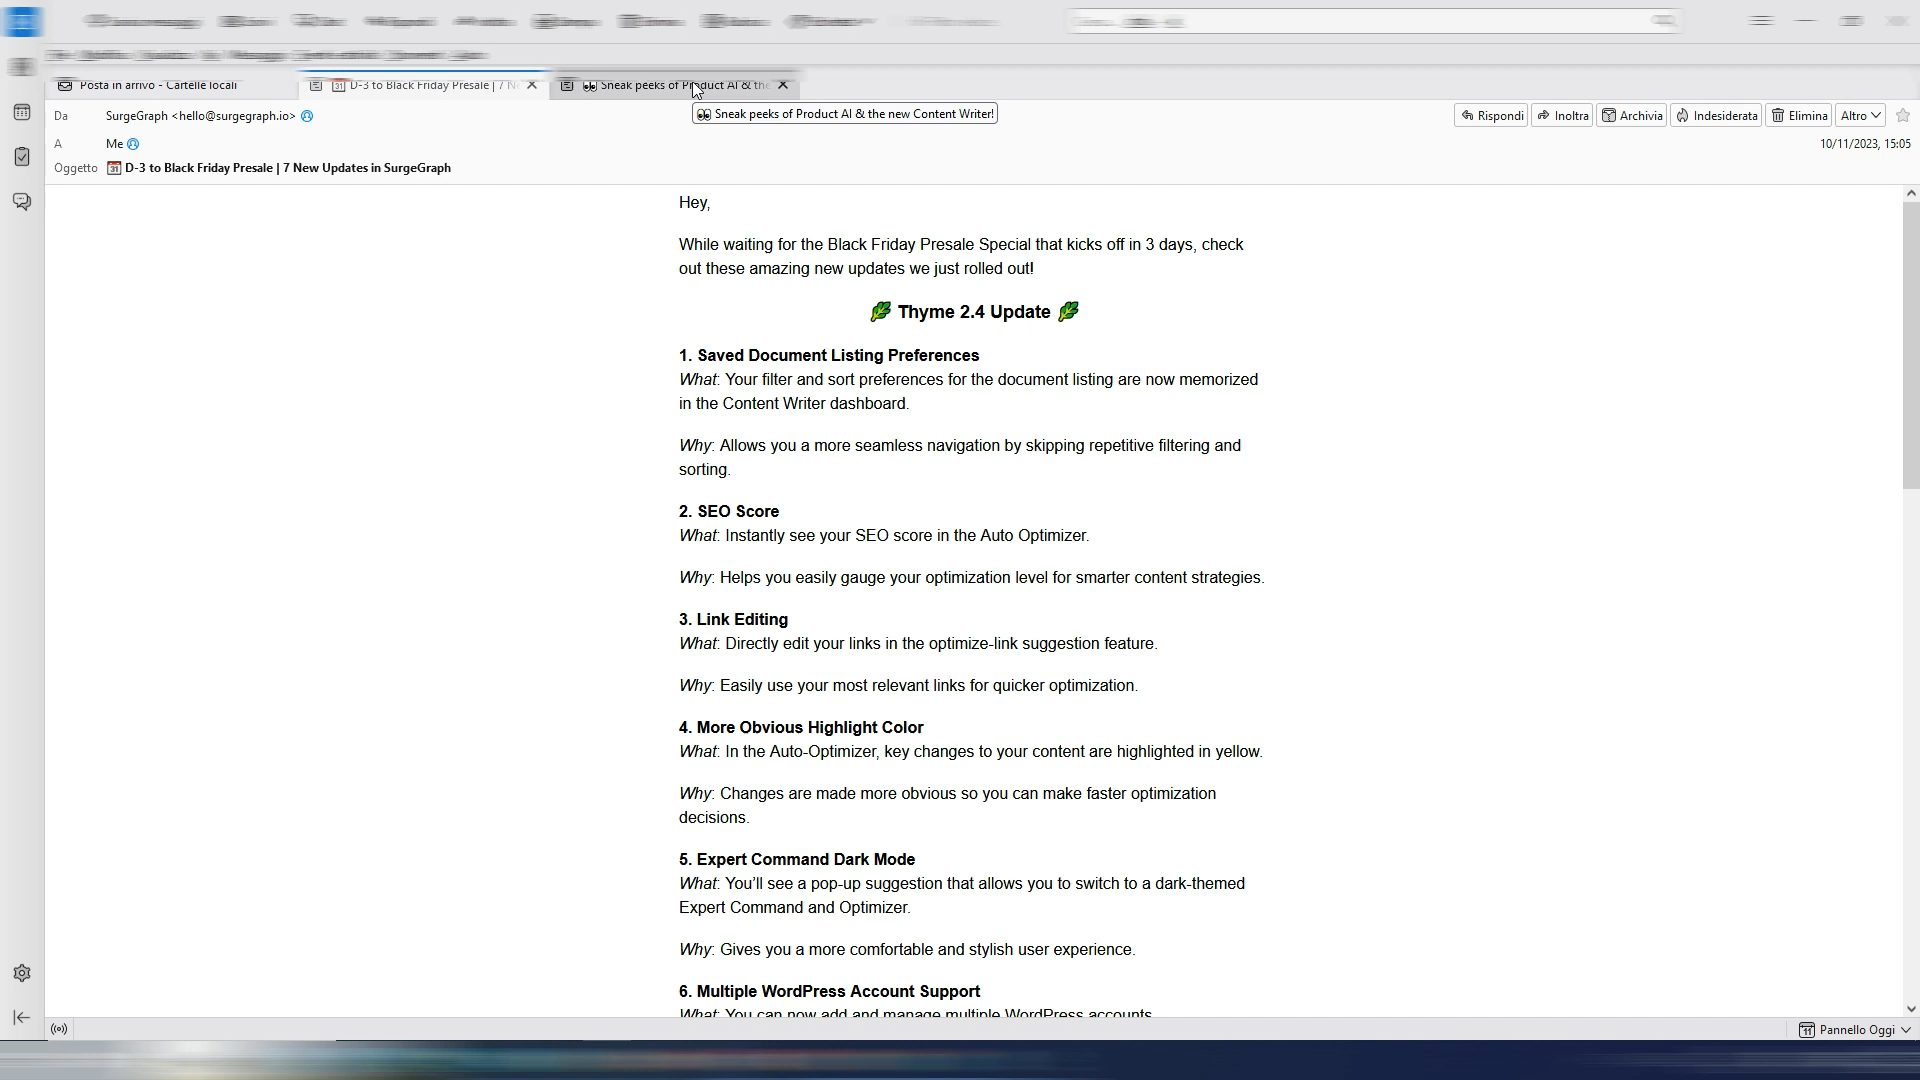 Posta in arrivo - Cartelle locali
D-3 to Black Friday Presale | 7 N
Sneak peeks of Product AI & the
Sneak peeks of Product AI & the new Content Writer!
Da SurgeGraph <hello@surgegraph.io>
Rispondi Inoltra Archivia Indesiderata Elimina Altro
A Me
10/11/2023, 15:05
Oggetto D-3 to Black Friday Presale | 7 New Updates in SurgeGraph
Hey,
While waiting for the Black Friday Presale Special that kicks off in 3 days, check
out these amazing new updates we just rolled out!
Thyme 2.4 Update
1. Saved Document Listing Preferences
What: Your filter and sort preferences for the document listing are now memorized
in the Content Writer dashboard.
Why: Allows you a more seamless navigation by skipping repetitive filtering and
sorting.
2. SEO Score
What: Instantly see your SEO score in the Auto Optimizer.
Why: Helps you easily gauge your optimization level for smarter content strategies.
3. Link Editing
What: Directly edit your links in the optimize-link suggestion feature.
Why: Easily use your most relevant links for quicker optimization.
4. More Obvious Highlight Color
What: In the Auto-Optimizer, key changes to your content are highlighted in yellow.
Why: Changes are made more obvious so you can make faster optimization
decisions.
5. Expert Command Dark Mode
What: You'll see a pop-up suggestion that allows you to switch to a dark-themed
Expert Command and Optimizer.
Why: Gives you a more comfortable and stylish user experience.
6. Multiple WordPress Account Support
What: You can now add and manage multiple WordPress accounts
11 Pannello Oggi